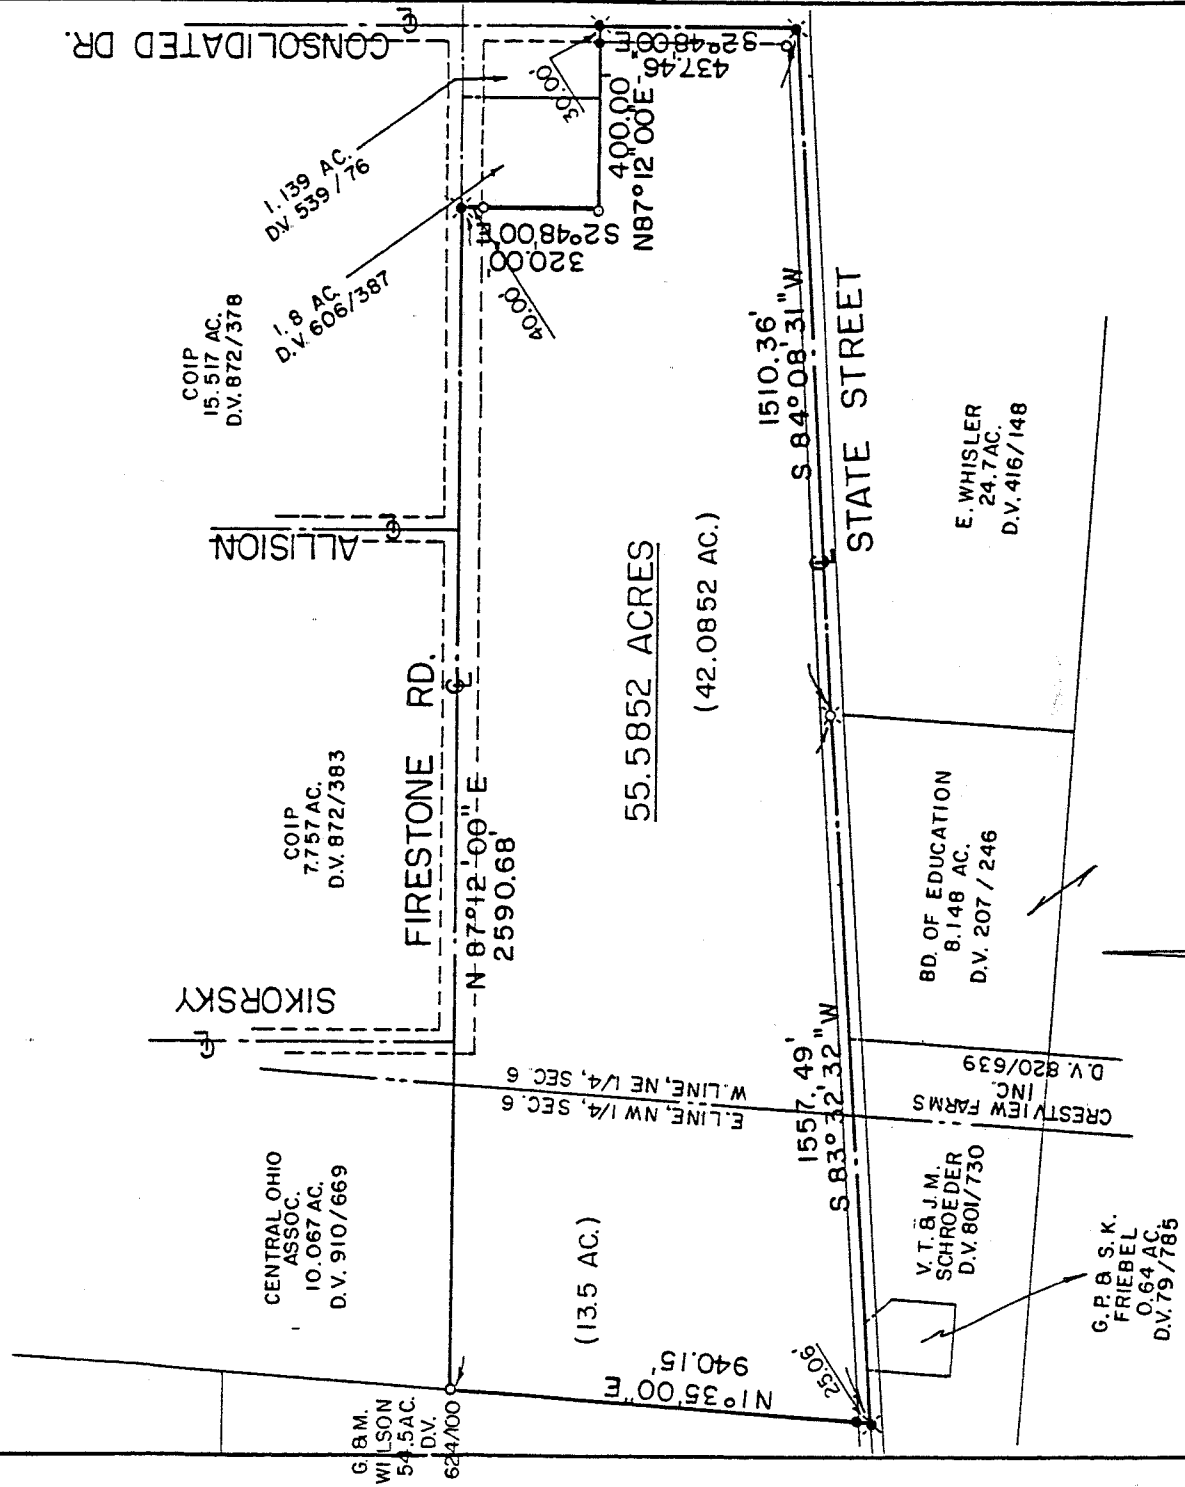 CONSOLIDATED DR.
1.139 AC.
D.V. 539/76
1.8 AC.
D.V. 606/387
COIP
15.517 AC.
D.V. 872/378
ALLISION
COIP
7.757 AC.
D.V. 872/383
FIRESTONE RD.
N 87°12'00" E
2590.68'
SIKORSKY
CENTRAL OHIO
ASSOC.
10.067 AC.
D.V. 910/669
G. & M.
WILSON
54.5 AC.
D.V.
624/100
N1°35'00"E
940.15'
25.06'
(13.5 AC.)
E. LINE, NW 1/4, SEC. 6
W. LINE, NE 1/4, SEC. 6
55.5852 ACRES
(42.0852 AC.)
S2°48'00"E
320.00'
40.00'
30.00'
400.00'
N87°12'00"E
S2°48'00"E
437.46'
1510.36'
S 84°08'31"W
STATE STREET
1557.49'
S 83°32'32"W
E. WHISLER
24.7 AC.
D.V. 416/148
BD. OF EDUCATION
8.148 AC.
D.V. 207/246
CRESTVIEW FARMS
INC.
D.V. 820/639
V.T. & J.M.
SCHROEDER
D.V. 801/730
G.P. & S.K.
FRIEBEL
0.64 AC.
D.V. 79/785